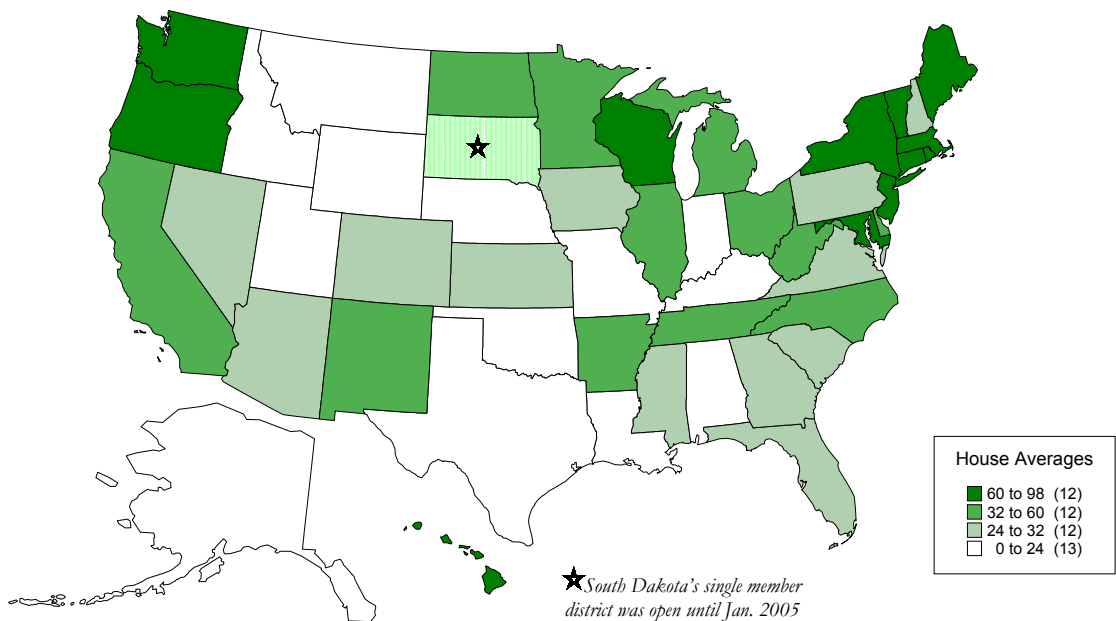 House Averages
60 to 98 (12)
32 to 60 (12)
24 to 32 (12)
0 to 24 (13)
South Dakota's single member
district was open until Jan. 2005